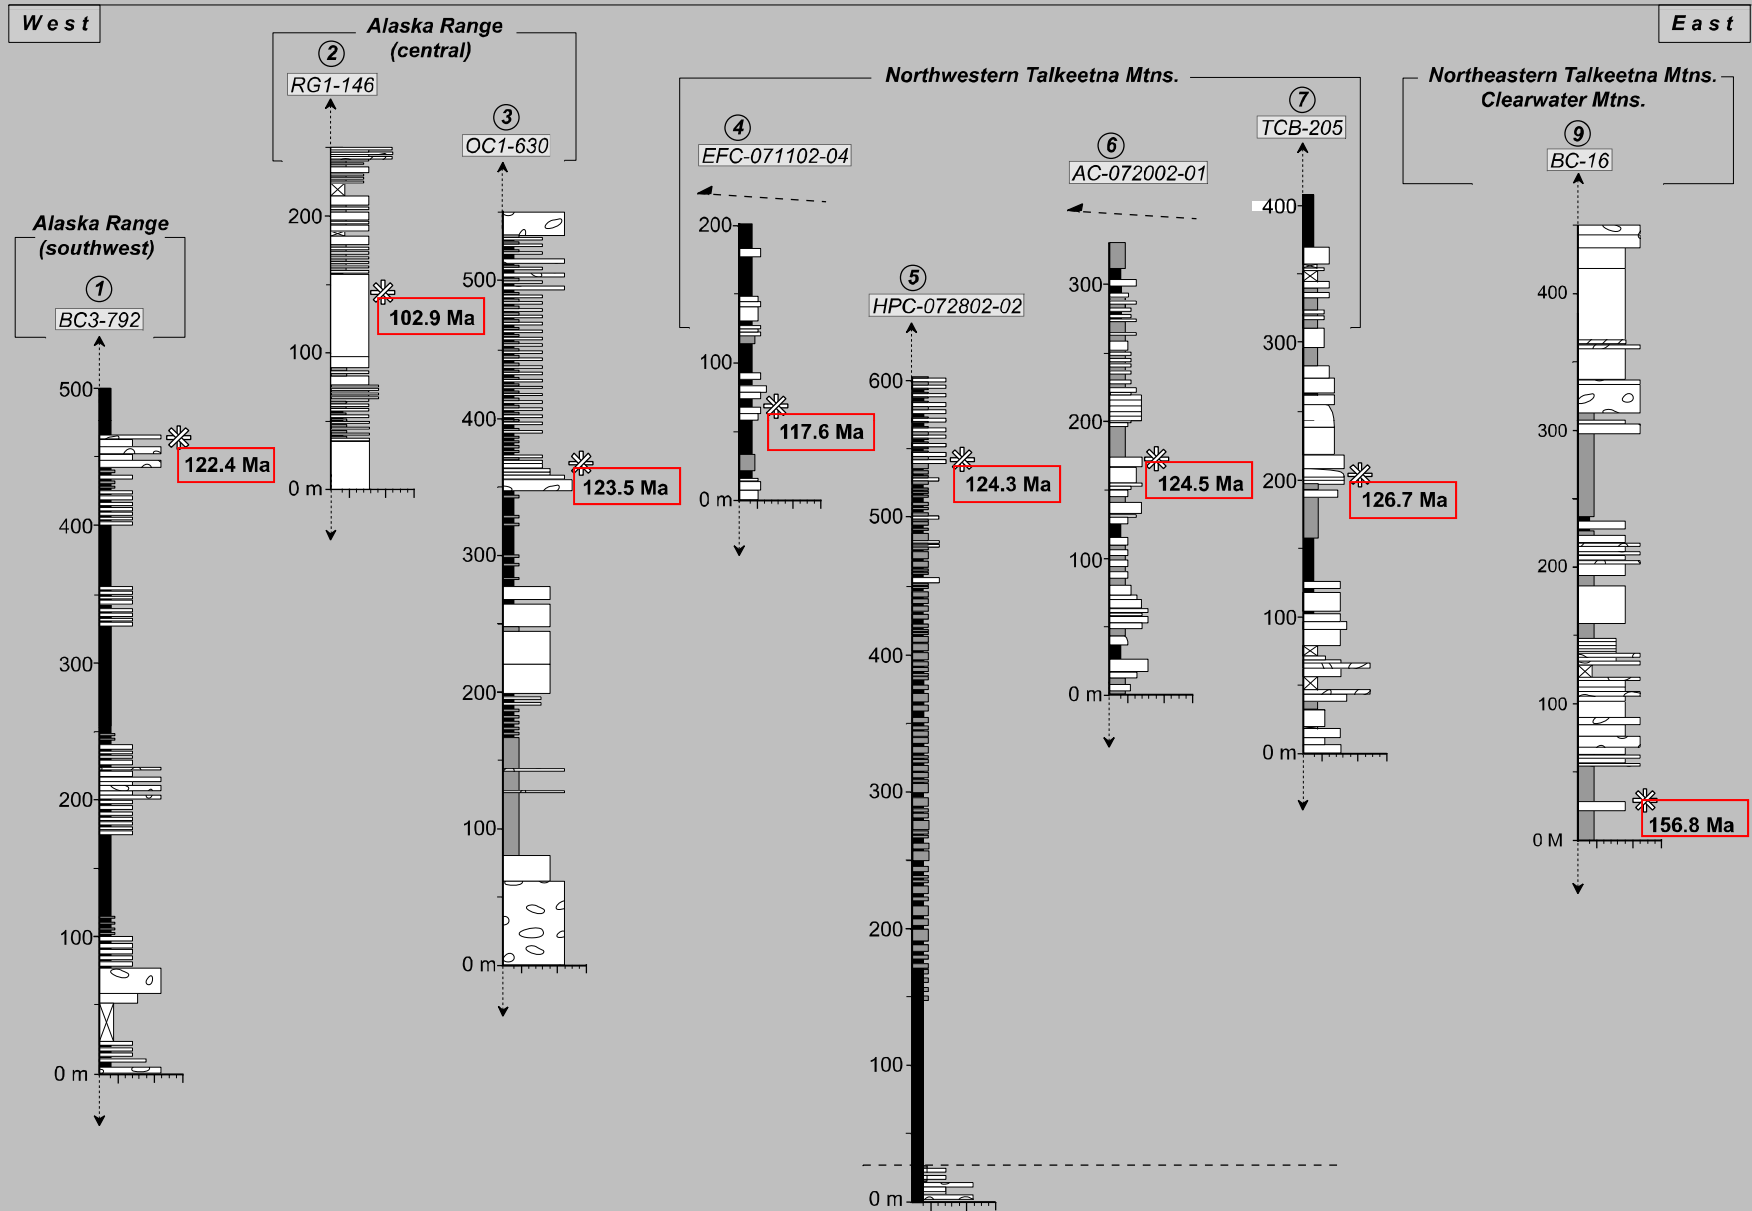 West
East
Alaska Range
(central)
2
RG1-146
3
OC1-630
Northwestern Talkeetna Mtns.
4
EFC-071102-04
6
AC-072002-01
7
TCB-205
Northeastern Talkeetna Mtns.
Clearwater Mtns.
9
BC-16
Alaska Range
(southwest)
1
BC3-792
5
HPC-072802-02
500
400
300
200
100
0 m
122.4 Ma
200
100
0 m
102.9 Ma
500
400
300
200
100
0 m
123.5 Ma
200
100
0 m
117.6 Ma
600
500
400
300
200
100
0 m
124.3 Ma
300
200
100
0 m
124.5 Ma
400
300
200
100
0 m
126.7 Ma
400
300
200
100
0 M
156.8 Ma